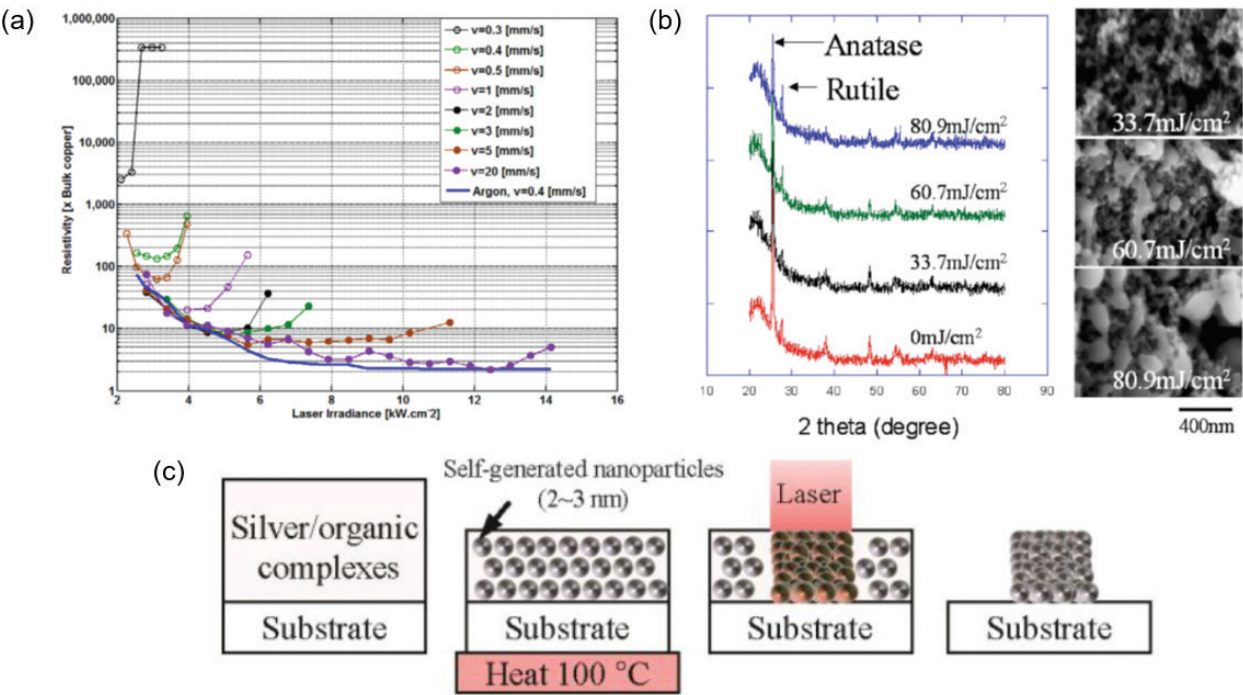 (a)
1,000,000
100,000
10,000
1,000
100
10
1
Resistivity [x Bulk copper]
2 4 6 8 10 12 14 16
Laser Irradiance [kW.cm-2]
v=0.3 [mm/s]
v=0.4 [mm/s]
v=0.5 [mm/s]
v=1 [mm/s]
v=2 [mm/s]
v=3 [mm/s]
v=5 [mm/s]
v=20 [mm/s]
Argon, v=0.4 [mm/s]
(b)
Anatase
Rutile
80.9mJ/cm²
60.7mJ/cm²
33.7mJ/cm²
0mJ/cm²
10 20 30 40 50 60 70 80 90
2 theta (degree)
33.7mJ/cm²
60.7mJ/cm²
80.9mJ/cm²
400nm
(c)
Self-generated nanoparticles
(2~3 nm)
Laser
Silver/organic
complexes
Substrate
Substrate
Substrate
Substrate
Heat 100 °C